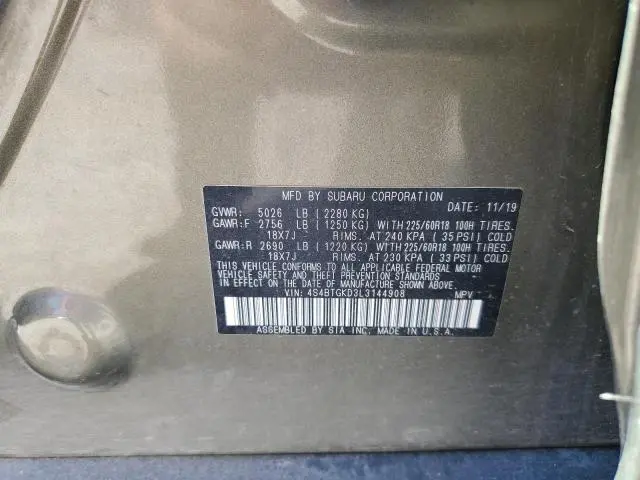 MFD BY SUBARU CORPORATION
DATE: 11/19
GVWR: 5026 LB ( 2280 KG)
GAWR:F 2756 LB ( 1250 KG) WITH 225/60R18 100H TIRES.
18X7J RIMS. AT 240 KPA ( 35 PSI) COLD
GAWR:R 2690 LB ( 1220 KG) WITH 225/60R18 100H TIRES.
18X7J RIMS. AT 230 KPA ( 33 PSI) COLD
THIS VEHICLE CONFORMS TO ALL APPLICABLE FEDERAL MOTOR
VEHICLE SAFETY AND THEFT PREVENTION STANDARDS IN
EFFECT ON THE DATE OF MANUFACTURE SHOWN ABOVE.
VIN: 4S4BTGKD3L3144908 MPV
ASSEMBLED BY SIA INC. MADE IN U.S.A.